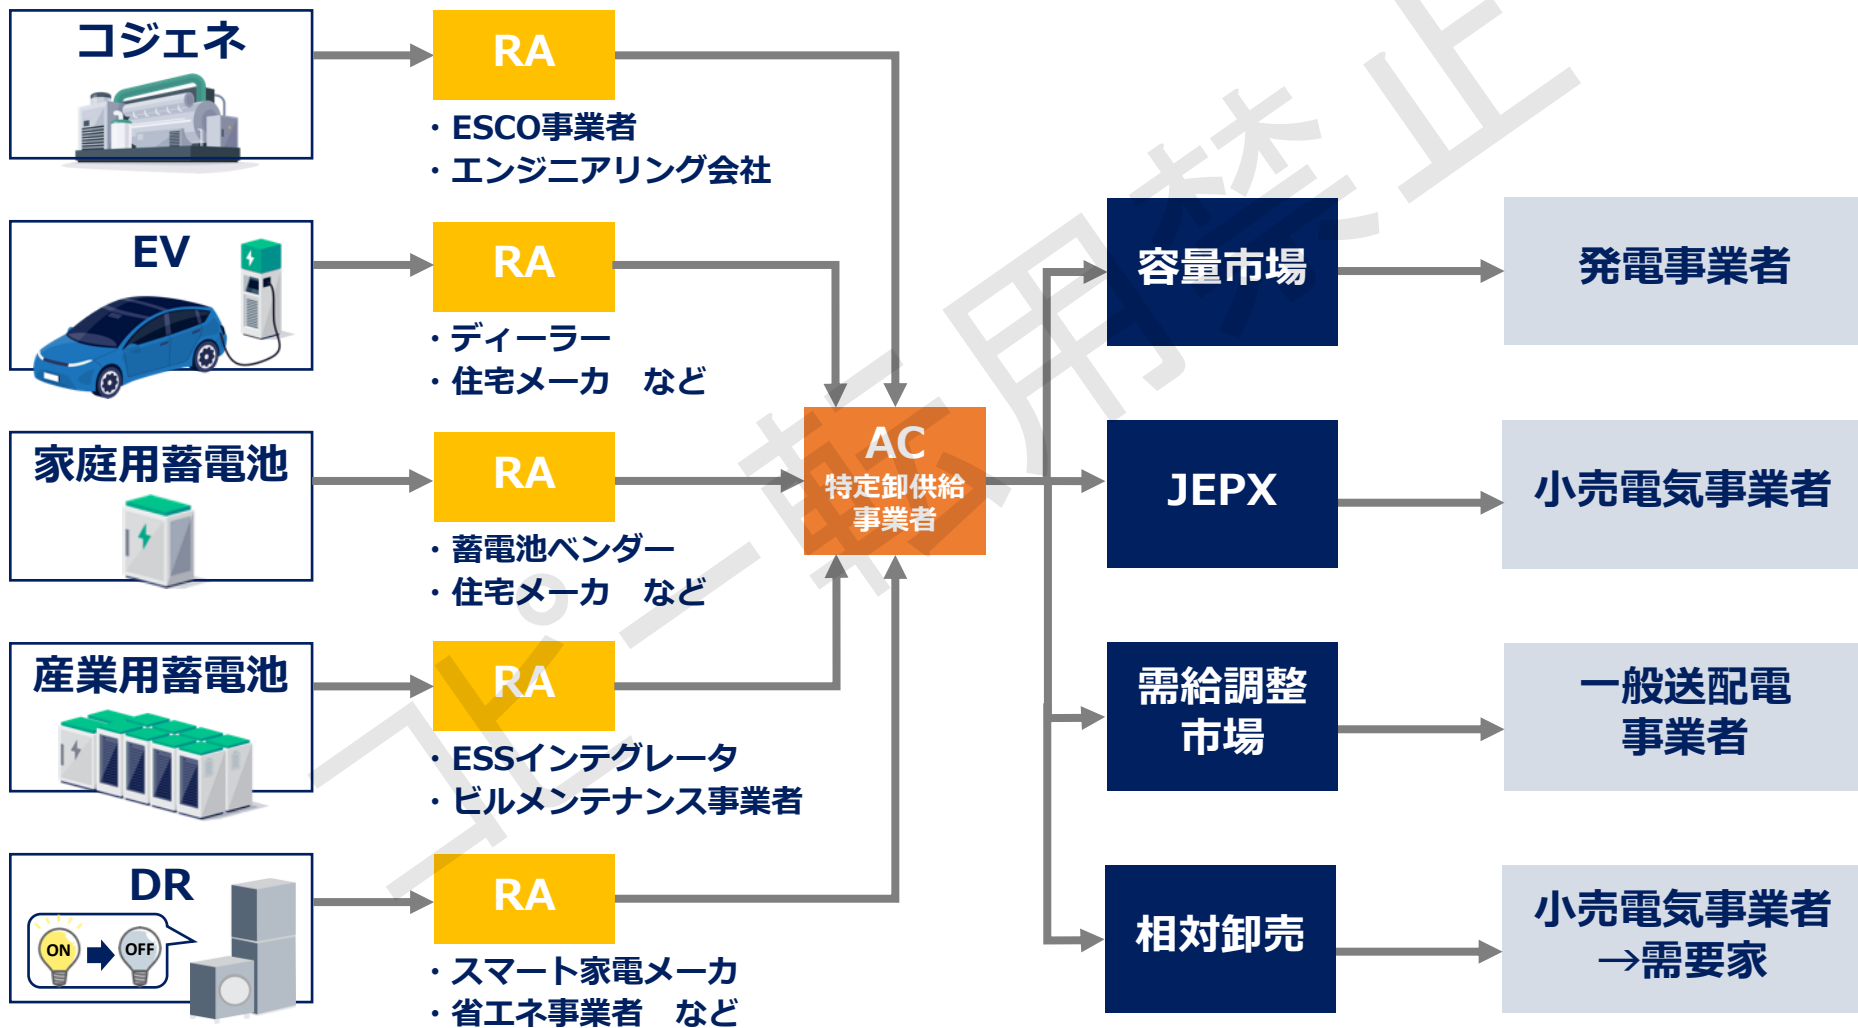 コジェネ
RA
・ESCO事業者
・エンジニアリング会社
EV
RA
・ディーラー
・住宅メーカ　など
家庭用蓄電池
RA
・蓄電池ベンダー
・住宅メーカ　など
産業用蓄電池
RA
・ESSインテグレータ
・ビルメンテナンス事業者
DR
ON
OFF
RA
・スマート家電メーカ
・省エネ事業者　など
AC
特定卸供給
事業者
容量市場
発電事業者
JEPX
小売電気事業者
需給調整
市場
一般送配電
事業者
相対卸売
小売電気事業者
→需要家
コピー転用禁止